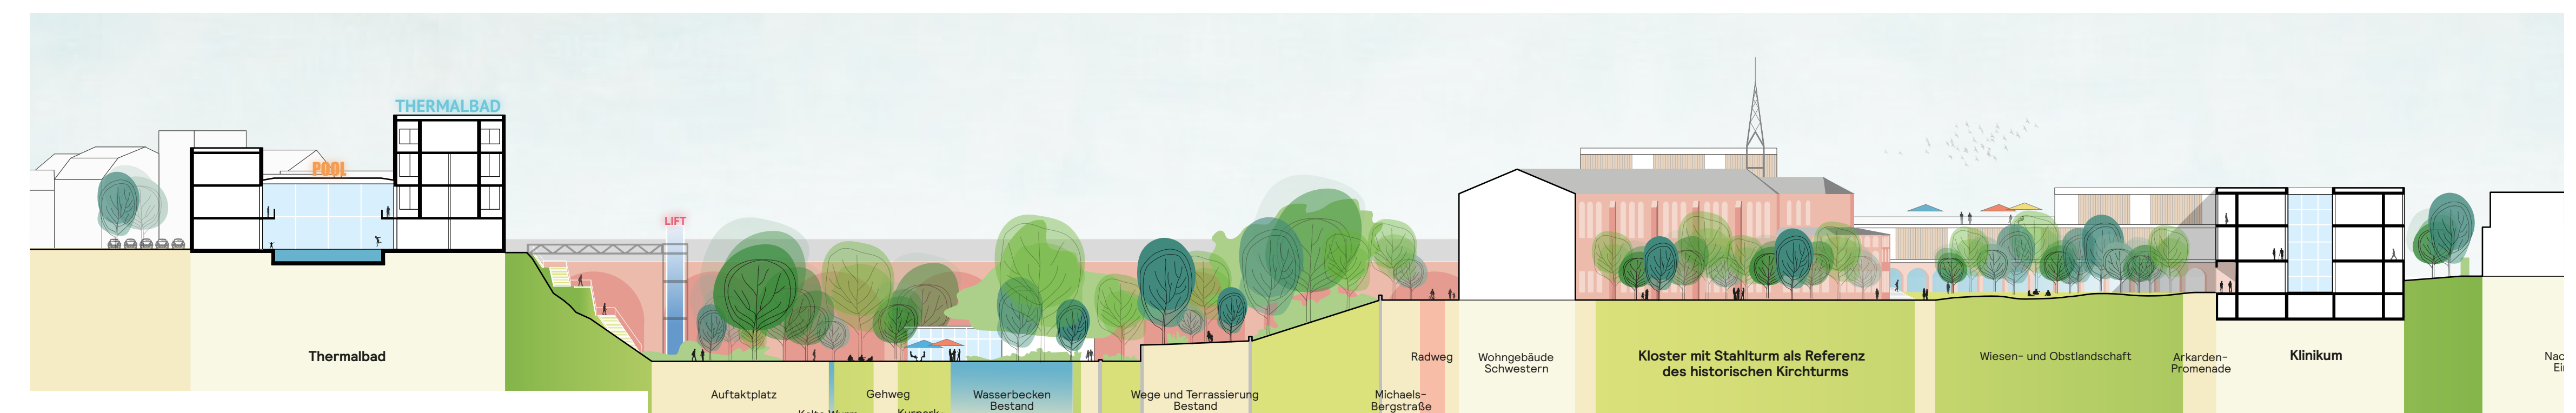 THERMALBAD
POOL
LIFT
Thermalbad
Auftaktplatz
Gehweg
Wasserbecken
Bestand
Wege und Terrassierung
Bestand
Michaels-
Bergstraße
Radweg
Wohngebäude
Schwestern
Kloster mit Stahlturm als Referenz
des historischen Kirchturms
Wiesen- und Obstlandschaft
Arkarden-
Promenade
Klinikum